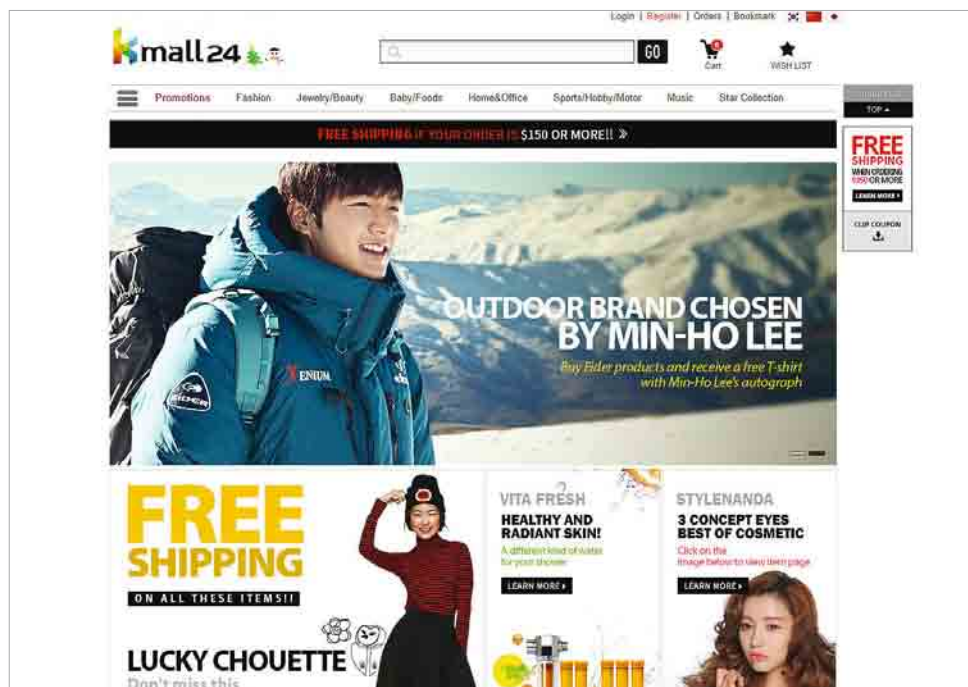 Login | Register | Orders | Bookmark
kmall24
GO
0
Cart
WISH LIST
Promotions Fashion Jewelry/Beauty Baby/Foods Home&Office Sports/Hobby/Motor Music Star Collection
TOP ▲
FREE SHIPPING IF YOUR ORDER IS $150 OR MORE!! »
FREE
SHIPPING
WHEN ORDERING
OR MORE
LEARN MORE
CLIP COUPON
OUTDOOR BRAND CHOSEN
BY MIN-HO LEE
Buy Eider products and receive a free T-shirt
with Min-Ho Lee's autograph
ENIUM
EIDER
FREE
SHIPPING
ON ALL THESE ITEMS!!
LUCKY CHOUETTE
Don't miss this
VITA FRESH
HEALTHY AND
RADIANT SKIN!
A different kind of water
for your shower
LEARN MORE
STYLENANDA
3 CONCEPT EYES
BEST OF COSMETIC
Click on the
image below to view item page
LEARN MORE